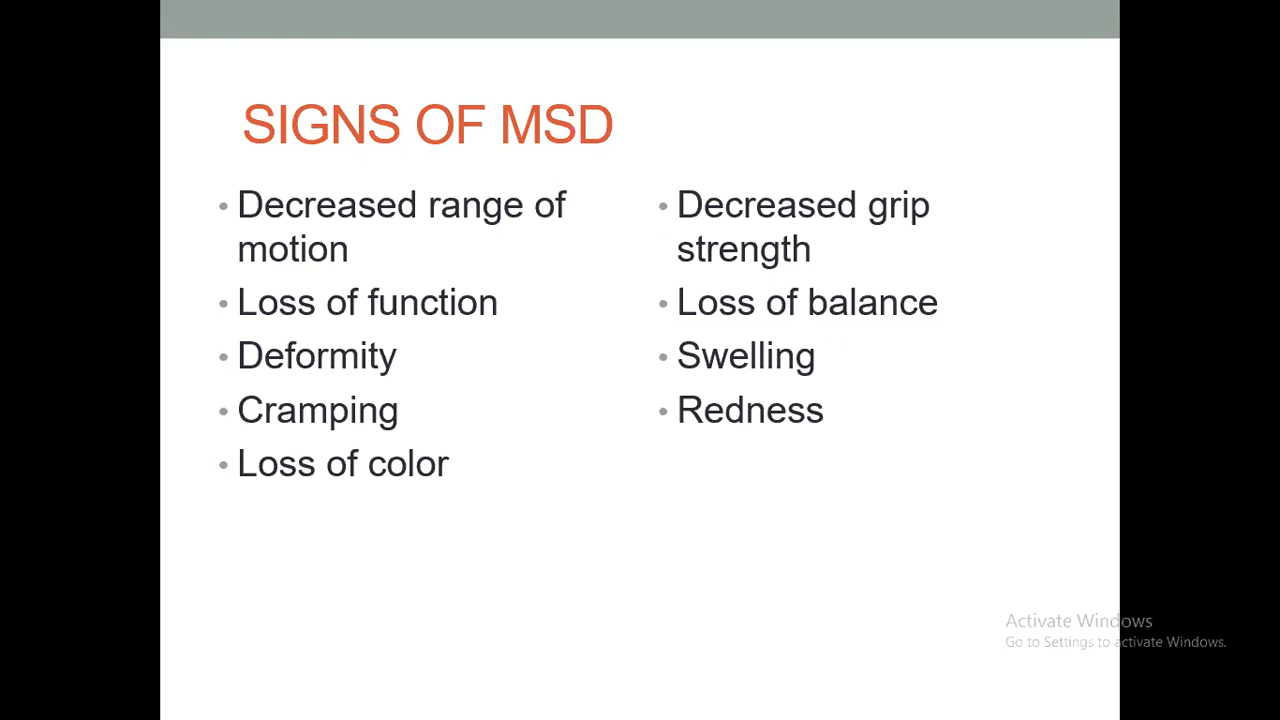 SIGNS OF MSD
• Decreased range of
motion
• Loss of function
• Deformity
• Cramping
• Loss of color
• Decreased grip
strength
• Loss of balance
• Swelling
• Redness
Activate Windows
Go to Settings to activate Windows.